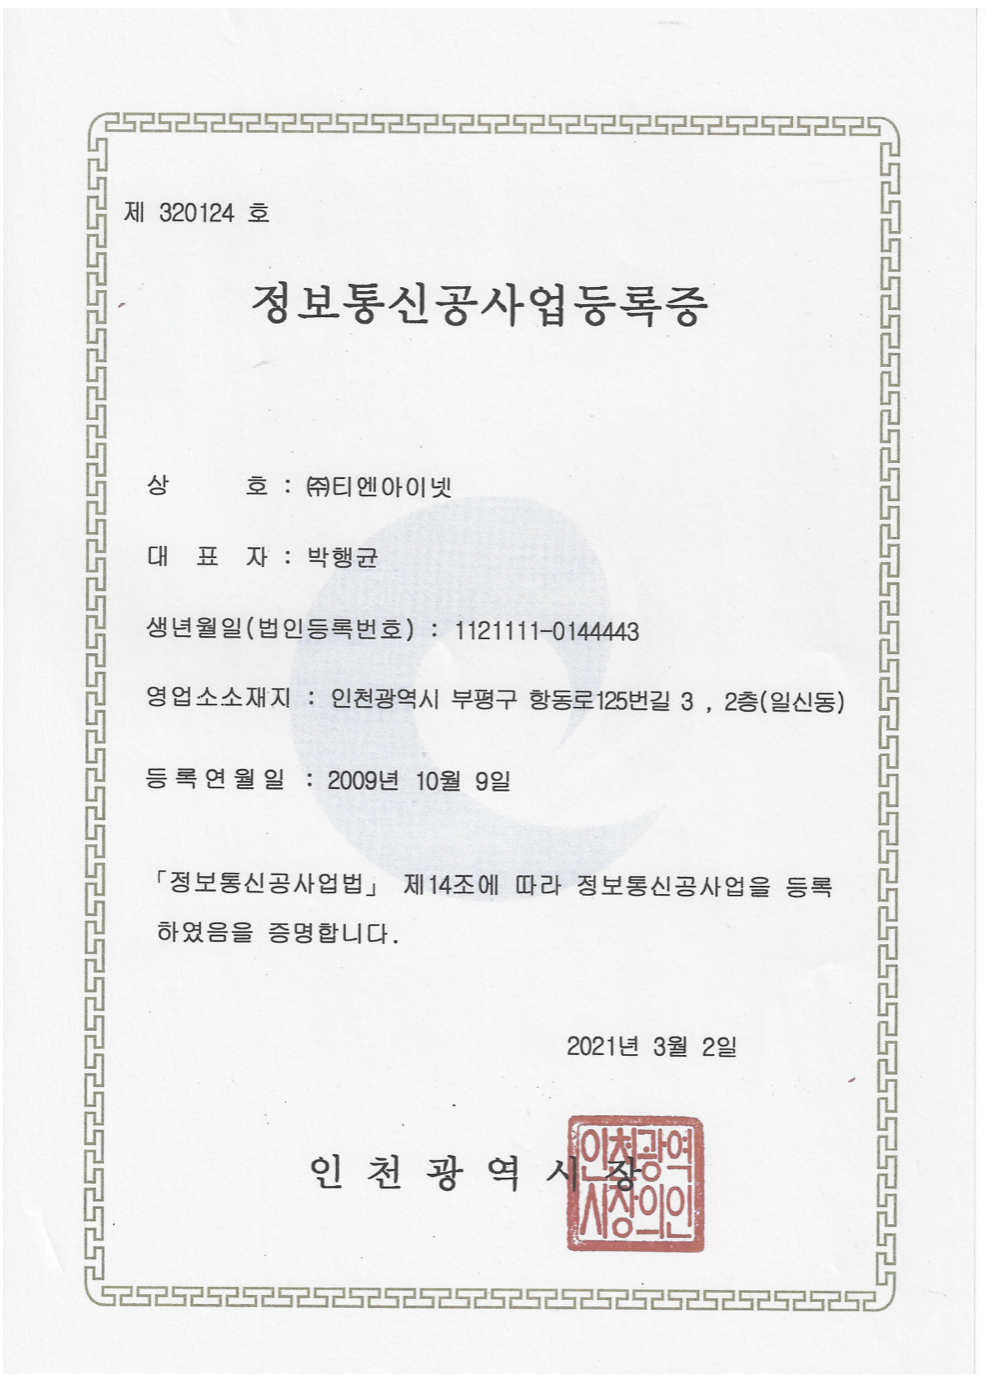 제 320124 호
정보통신공사업등록증
상 호 : ㈜티엔아이넷
대 표 자 : 박행균
생년월일(법인등록번호) : 1121111-0144443
영업소소재지 : 인천광역시 부평구 항동로125번길 3 , 2층(일신동)
등록연월일 : 2009년 10월 9일
「정보통신공사업법」 제14조에 따라 정보통신공사업을 등록
하였음을 증명합니다.
2021년 3월 2일
인천광역시장
인천광역
시장의인